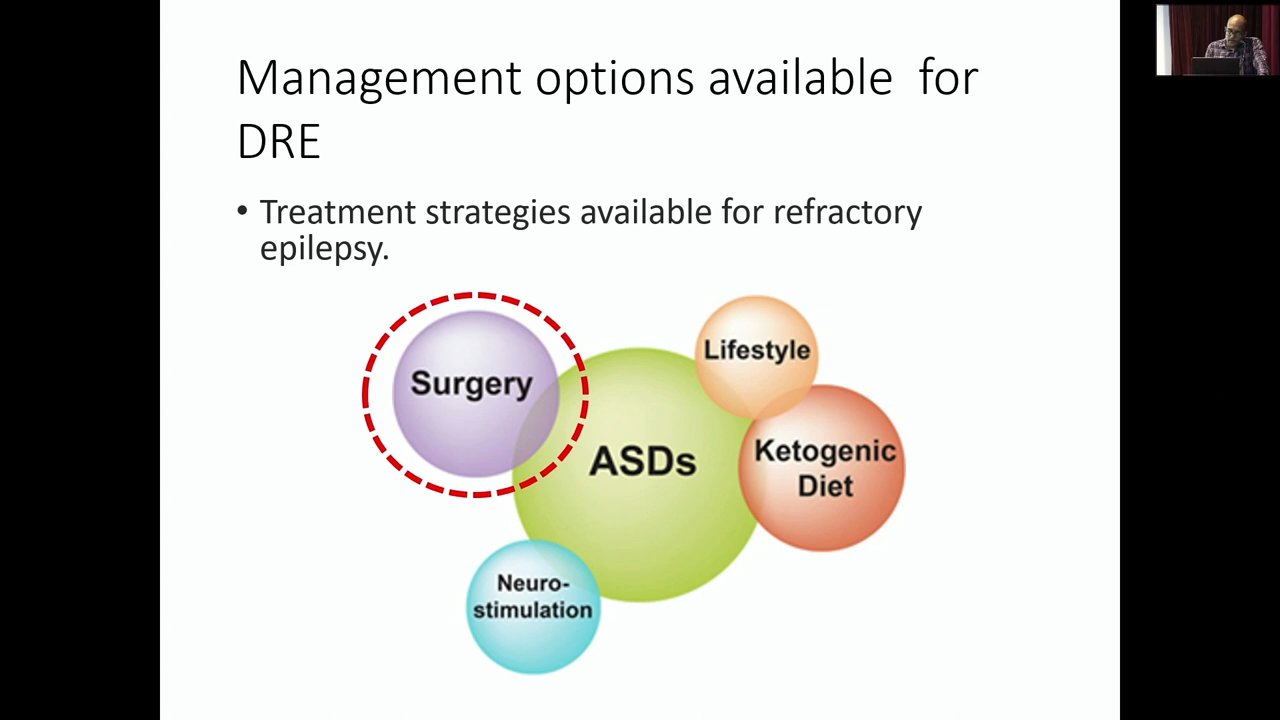 Management options available for
DRE
• Treatment strategies available for refractory
epilepsy.
Surgery
Lifestyle
ASDs
Ketogenic
Diet
Neuro-
stimulation